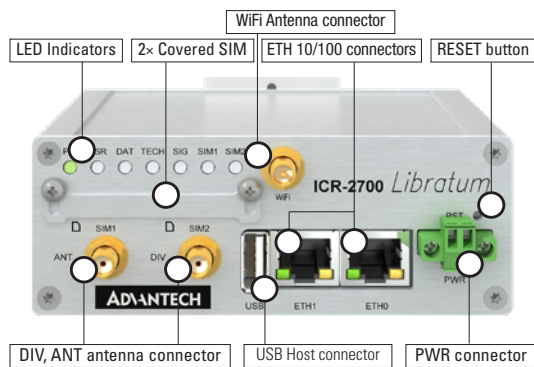 WiFi Antenna connector
LED Indicators
2× Covered SIM
ETH 10/100 connectors
RESET button
DAT TECH SIG SIM1 SIM2
WiFi
ICR-2700 Libratum
RST
SIM1
SIM2
ANT
DIV
PWR
ADVANTECH
USB
ETH1
ETH0
DIV, ANT antenna connector
USB Host connector
PWR connector